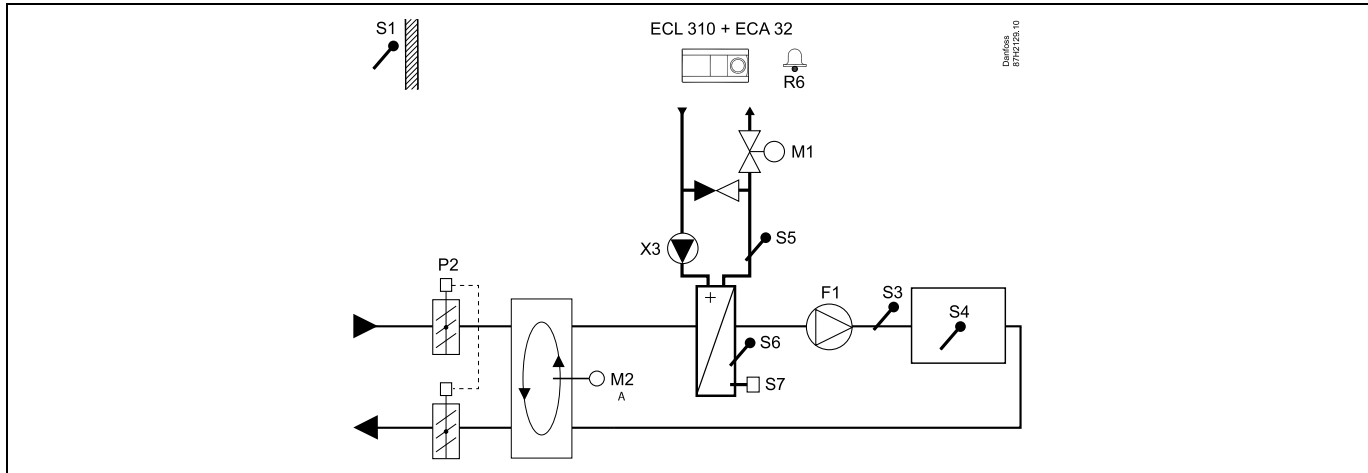 S1
ECL 310 + ECA 32
R6
Danfoss
87H2129.10
M1
X3
S5
P2
+
F1
S3
S4
S6
S7
M2
A